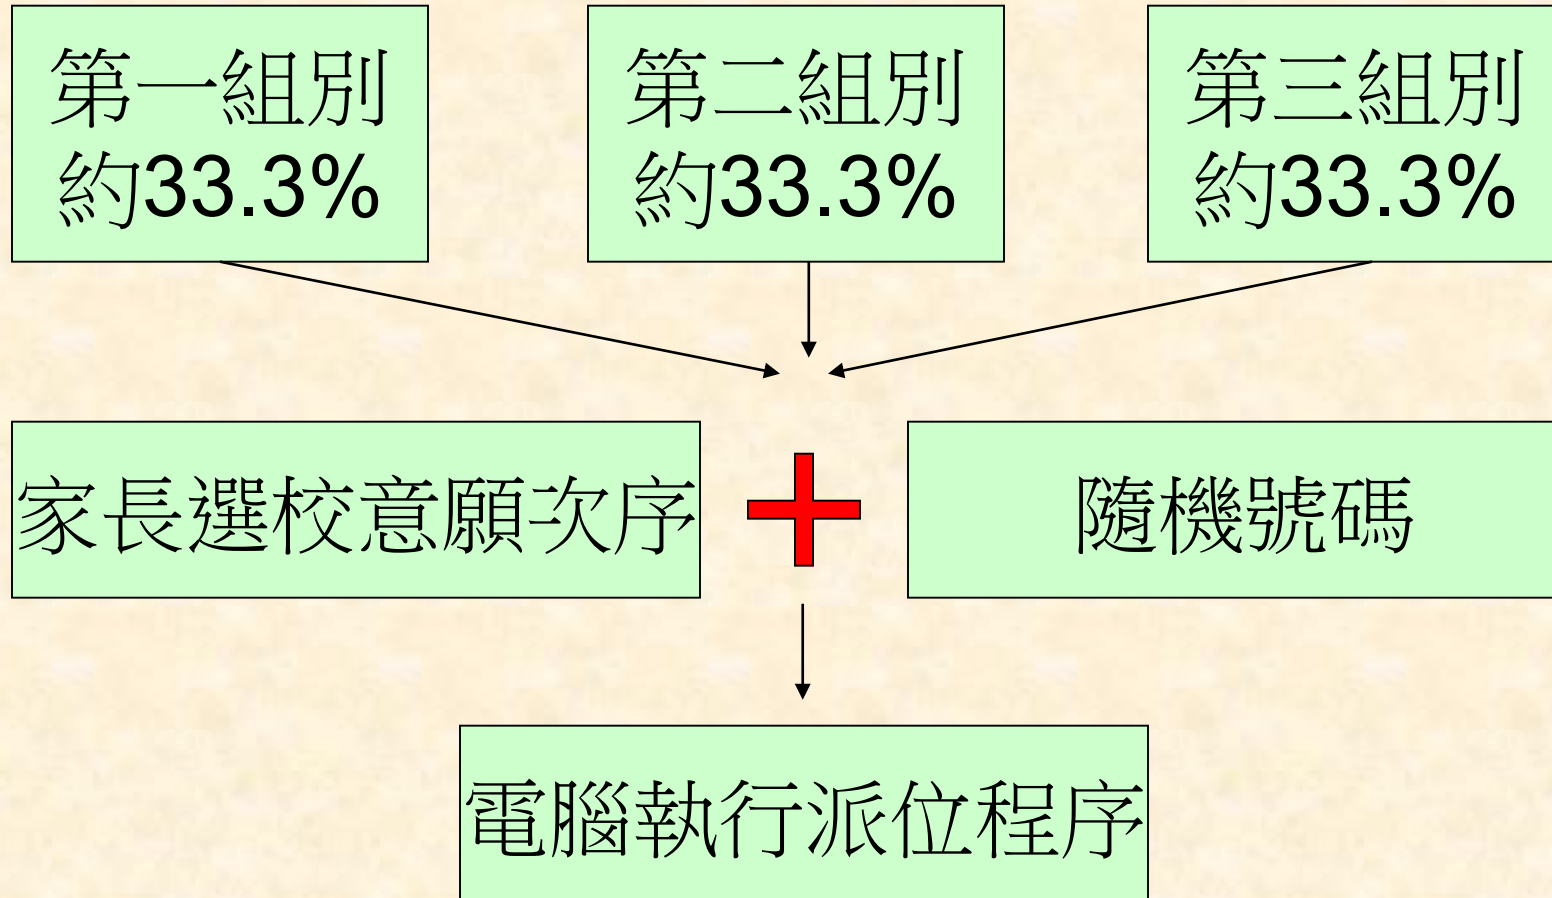 第一組別
約33.3%
第二組別
約33.3%
第三組別
約33.3%
家長選校意願次序
隨機號碼
電腦執行派位程序